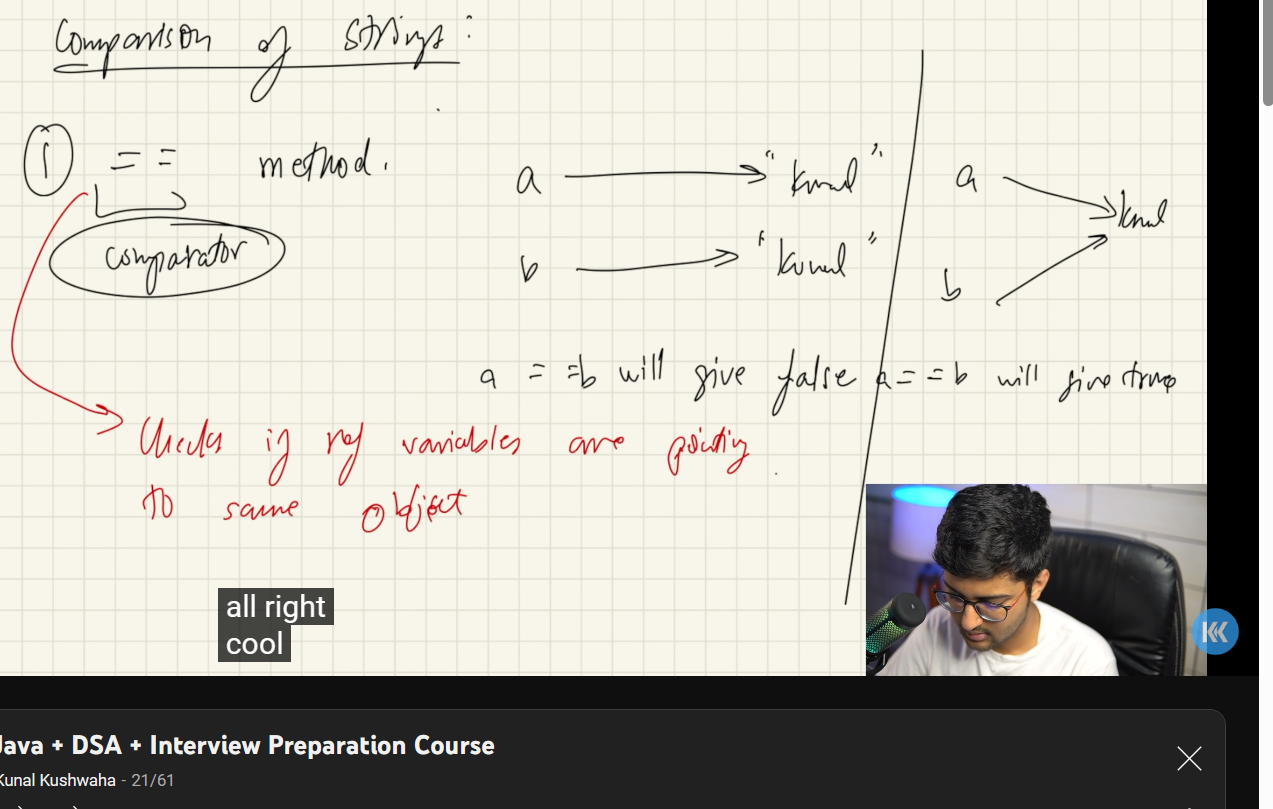 Comparison of Strings:
① == method.
comparator
a → "kunal"
b → "kunal"
a
b
a == b will give false
a == b will give true
Checks if ref variables are pointing
to same object
all right
cool
Java + DSA + Interview Preparation Course
Kunal Kushwaha - 21/61